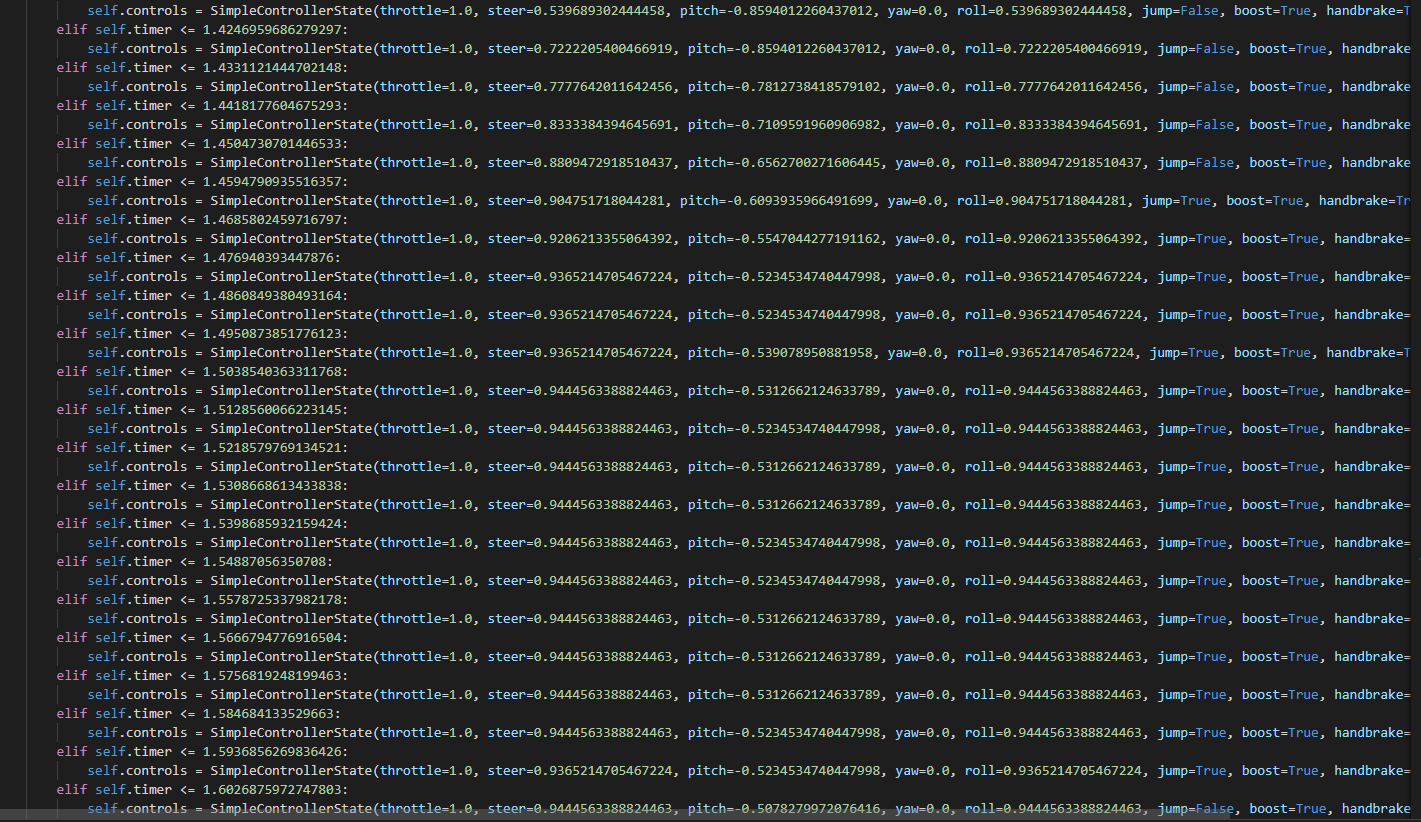 self.controls = SimpleControllerState(throttle=1.0, steer=0.539689302444458, pitch=-0.8594012260437012, yaw=0.0, roll=0.539689302444458, jump=False, boost=True, handbrake=T
elif self.timer <= 1.4246959686279297:
self.controls = SimpleControllerState(throttle=1.0, steer=0.7222205400466919, pitch=-0.8594012260437012, yaw=0.0, roll=0.7222205400466919, jump=False, boost=True, handbrake
elif self.timer <= 1.4331121444702148:
self.controls = SimpleControllerState(throttle=1.0, steer=0.7777642011642456, pitch=-0.7812738418579102, yaw=0.0, roll=0.7777642011642456, jump=False, boost=True, handbrake
elif self.timer <= 1.4418177604675293:
self.controls = SimpleControllerState(throttle=1.0, steer=0.8333384394645691, pitch=-0.7109591960906982, yaw=0.0, roll=0.8333384394645691, jump=False, boost=True, handbrake
elif self.timer <= 1.4504730701446533:
self.controls = SimpleControllerState(throttle=1.0, steer=0.8809472918510437, pitch=-0.6562700271606445, yaw=0.0, roll=0.8809472918510437, jump=False, boost=True, handbrake
elif self.timer <= 1.4594790935516357:
self.controls = SimpleControllerState(throttle=1.0, steer=0.904751718044281, pitch=-0.6093935966491699, yaw=0.0, roll=0.904751718044281, jump=True, boost=True, handbrake=Tr
elif self.timer <= 1.4685802459716797:
self.controls = SimpleControllerState(throttle=1.0, steer=0.9206213355064392, pitch=-0.5547044277191162, yaw=0.0, roll=0.9206213355064392, jump=True, boost=True, handbrake=
elif self.timer <= 1.476940393447876:
self.controls = SimpleControllerState(throttle=1.0, steer=0.9365214705467224, pitch=-0.5234534740447998, yaw=0.0, roll=0.9365214705467224, jump=True, boost=True, handbrake=
elif self.timer <= 1.4860849380493164:
self.controls = SimpleControllerState(throttle=1.0, steer=0.9365214705467224, pitch=-0.5234534740447998, yaw=0.0, roll=0.9365214705467224, jump=True, boost=True, handbrake=
elif self.timer <= 1.4950873851776123:
self.controls = SimpleControllerState(throttle=1.0, steer=0.9365214705467224, pitch=-0.539078950881958, yaw=0.0, roll=0.9365214705467224, jump=True, boost=True, handbrake=T
elif self.timer <= 1.5038540363311768:
self.controls = SimpleControllerState(throttle=1.0, steer=0.9444563388824463, pitch=-0.5312662124633789, yaw=0.0, roll=0.9444563388824463, jump=True, boost=True, handbrake=
elif self.timer <= 1.5128560066223145:
self.controls = SimpleControllerState(throttle=1.0, steer=0.9444563388824463, pitch=-0.5234534740447998, yaw=0.0, roll=0.9444563388824463, jump=True, boost=True, handbrake=
elif self.timer <= 1.5218579769134521:
self.controls = SimpleControllerState(throttle=1.0, steer=0.9444563388824463, pitch=-0.5312662124633789, yaw=0.0, roll=0.9444563388824463, jump=True, boost=True, handbrake=
elif self.timer <= 1.5308668613433838:
self.controls = SimpleControllerState(throttle=1.0, steer=0.9444563388824463, pitch=-0.5312662124633789, yaw=0.0, roll=0.9444563388824463, jump=True, boost=True, handbrake=
elif self.timer <= 1.5398685932159424:
self.controls = SimpleControllerState(throttle=1.0, steer=0.9444563388824463, pitch=-0.5234534740447998, yaw=0.0, roll=0.9444563388824463, jump=True, boost=True, handbrake=
elif self.timer <= 1.54887056350708:
self.controls = SimpleControllerState(throttle=1.0, steer=0.9444563388824463, pitch=-0.5234534740447998, yaw=0.0, roll=0.9444563388824463, jump=True, boost=True, handbrake=
elif self.timer <= 1.5578725337982178:
self.controls = SimpleControllerState(throttle=1.0, steer=0.9444563388824463, pitch=-0.5312662124633789, yaw=0.0, roll=0.9444563388824463, jump=True, boost=True, handbrake=
elif self.timer <= 1.5666794776916504:
self.controls = SimpleControllerState(throttle=1.0, steer=0.9444563388824463, pitch=-0.5312662124633789, yaw=0.0, roll=0.9444563388824463, jump=True, boost=True, handbrake=
elif self.timer <= 1.5756819248199463:
self.controls = SimpleControllerState(throttle=1.0, steer=0.9444563388824463, pitch=-0.5312662124633789, yaw=0.0, roll=0.9444563388824463, jump=True, boost=True, handbrake=
elif self.timer <= 1.584684133529663:
self.controls = SimpleControllerState(throttle=1.0, steer=0.9444563388824463, pitch=-0.5234534740447998, yaw=0.0, roll=0.9444563388824463, jump=True, boost=True, handbrake=
elif self.timer <= 1.5936856269836426:
self.controls = SimpleControllerState(throttle=1.0, steer=0.9365214705467224, pitch=-0.5234534740447998, yaw=0.0, roll=0.9365214705467224, jump=True, boost=True, handbrake=
elif self.timer <= 1.6026875972747803:
self.controls = SimpleControllerState(throttle=1.0, steer=0.9444563388824463, pitch=-0.5078279972076416, yaw=0.0, roll=0.9444563388824463, jump=False, boost=True, handbrake